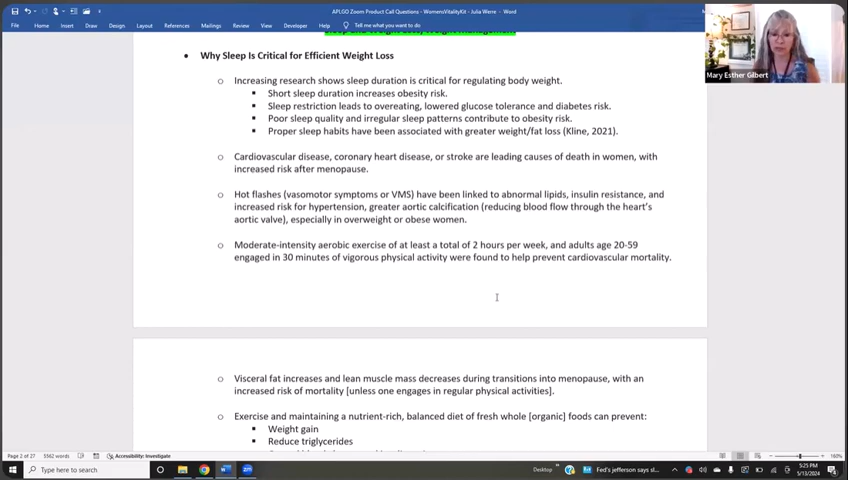 APLGO Zoom Product Call Questions - WomensVitalityKit - Julia Werre - Word
File Home Insert Draw Design Layout References Mailings Review View Developer Help Tell me what you want to do
Mary Esther Gilbert
• Why Sleep Is Critical for Efficient Weight Loss
o Increasing research shows sleep duration is critical for regulating body weight.
▪ Short sleep duration increases obesity risk.
▪ Sleep restriction leads to overeating, lowered glucose tolerance and diabetes risk.
▪ Poor sleep quality and irregular sleep patterns contribute to obesity risk.
▪ Proper sleep habits have been associated with greater weight/fat loss (Kline, 2021).
o Cardiovascular disease, coronary heart disease, or stroke are leading causes of death in women, with
increased risk after menopause.
o Hot flashes (vasomotor symptoms or VMS) have been linked to abnormal lipids, insulin resistance, and
increased risk for hypertension, greater aortic calcification (reducing blood flow through the heart's
aortic valve), especially in overweight or obese women.
o Moderate-intensity aerobic exercise of at least a total of 2 hours per week, and adults age 20-59
engaged in 30 minutes of vigorous physical activity were found to help prevent cardiovascular mortality.
o Visceral fat increases and lean muscle mass decreases during transitions into menopause, with an
increased risk of mortality [unless one engages in regular physical activities].
o Exercise and maintaining a nutrient-rich, balanced diet of fresh whole [organic] foods can prevent:
▪ Weight gain
▪ Reduce triglycerides
Page 2 of 27 5562 words Accessibility: Investigate 160%
Type here to search Desktop Fed's jefferson says sl... 5:25 PM
5/13/2024